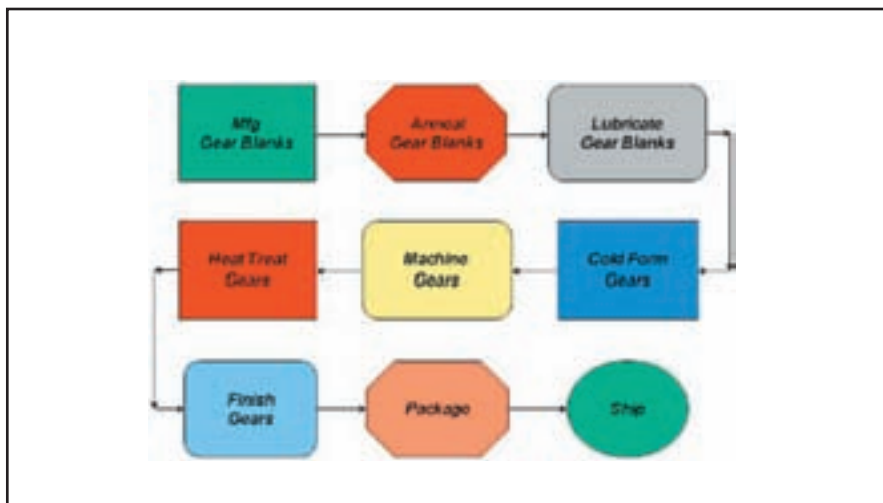 Mfg
Gear Blanks
Anneal
Gear Blanks
Lubricate
Gear Blanks
Heat Treat
Gears
Machine
Gears
Cold Form
Gears
Finish
Gears
Package
Ship